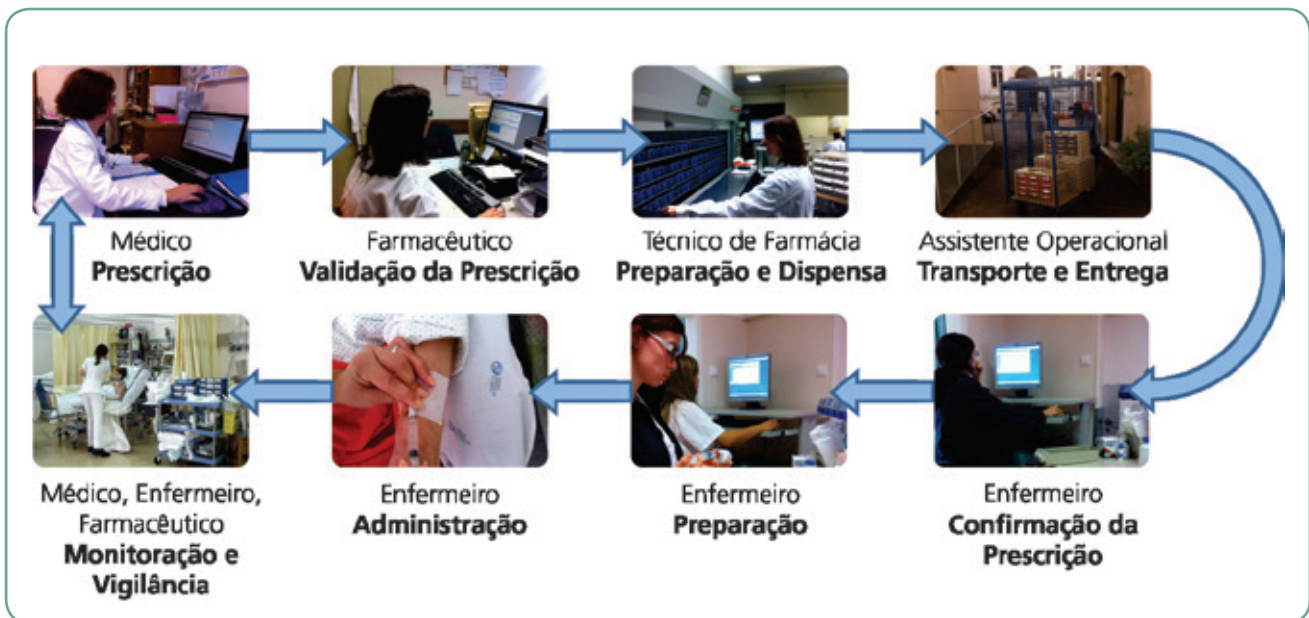 Médico
Prescrição
Farmacêutico
Validação da Prescrição
Técnico de Farmácia
Preparação e Dispensa
Assistente Operacional
Transporte e Entrega
Médico, Enfermeiro,
Farmacêutico
Monitoração e
Vigilância
Enfermeiro
Administração
Enfermeiro
Preparação
Enfermeiro
Confirmação da
Prescrição